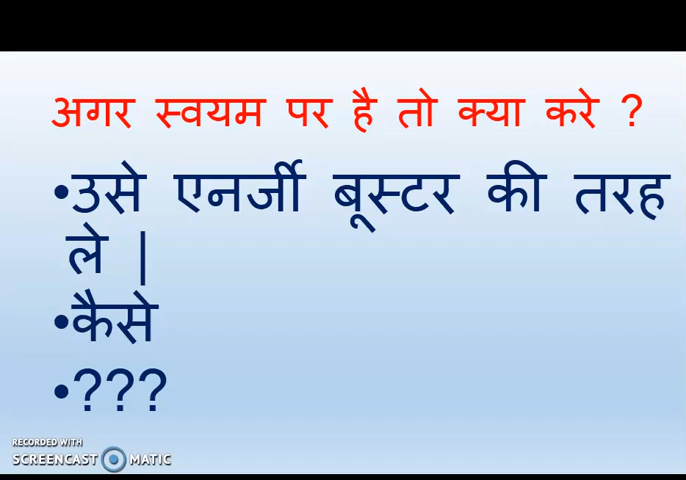 अगर स्वयम पर है तो क्या करे ?
•उसे एनर्जी बूस्टर की तरह
ले |
•कैसे
•???
RECORDED WITH
SCREENCAST MATIC